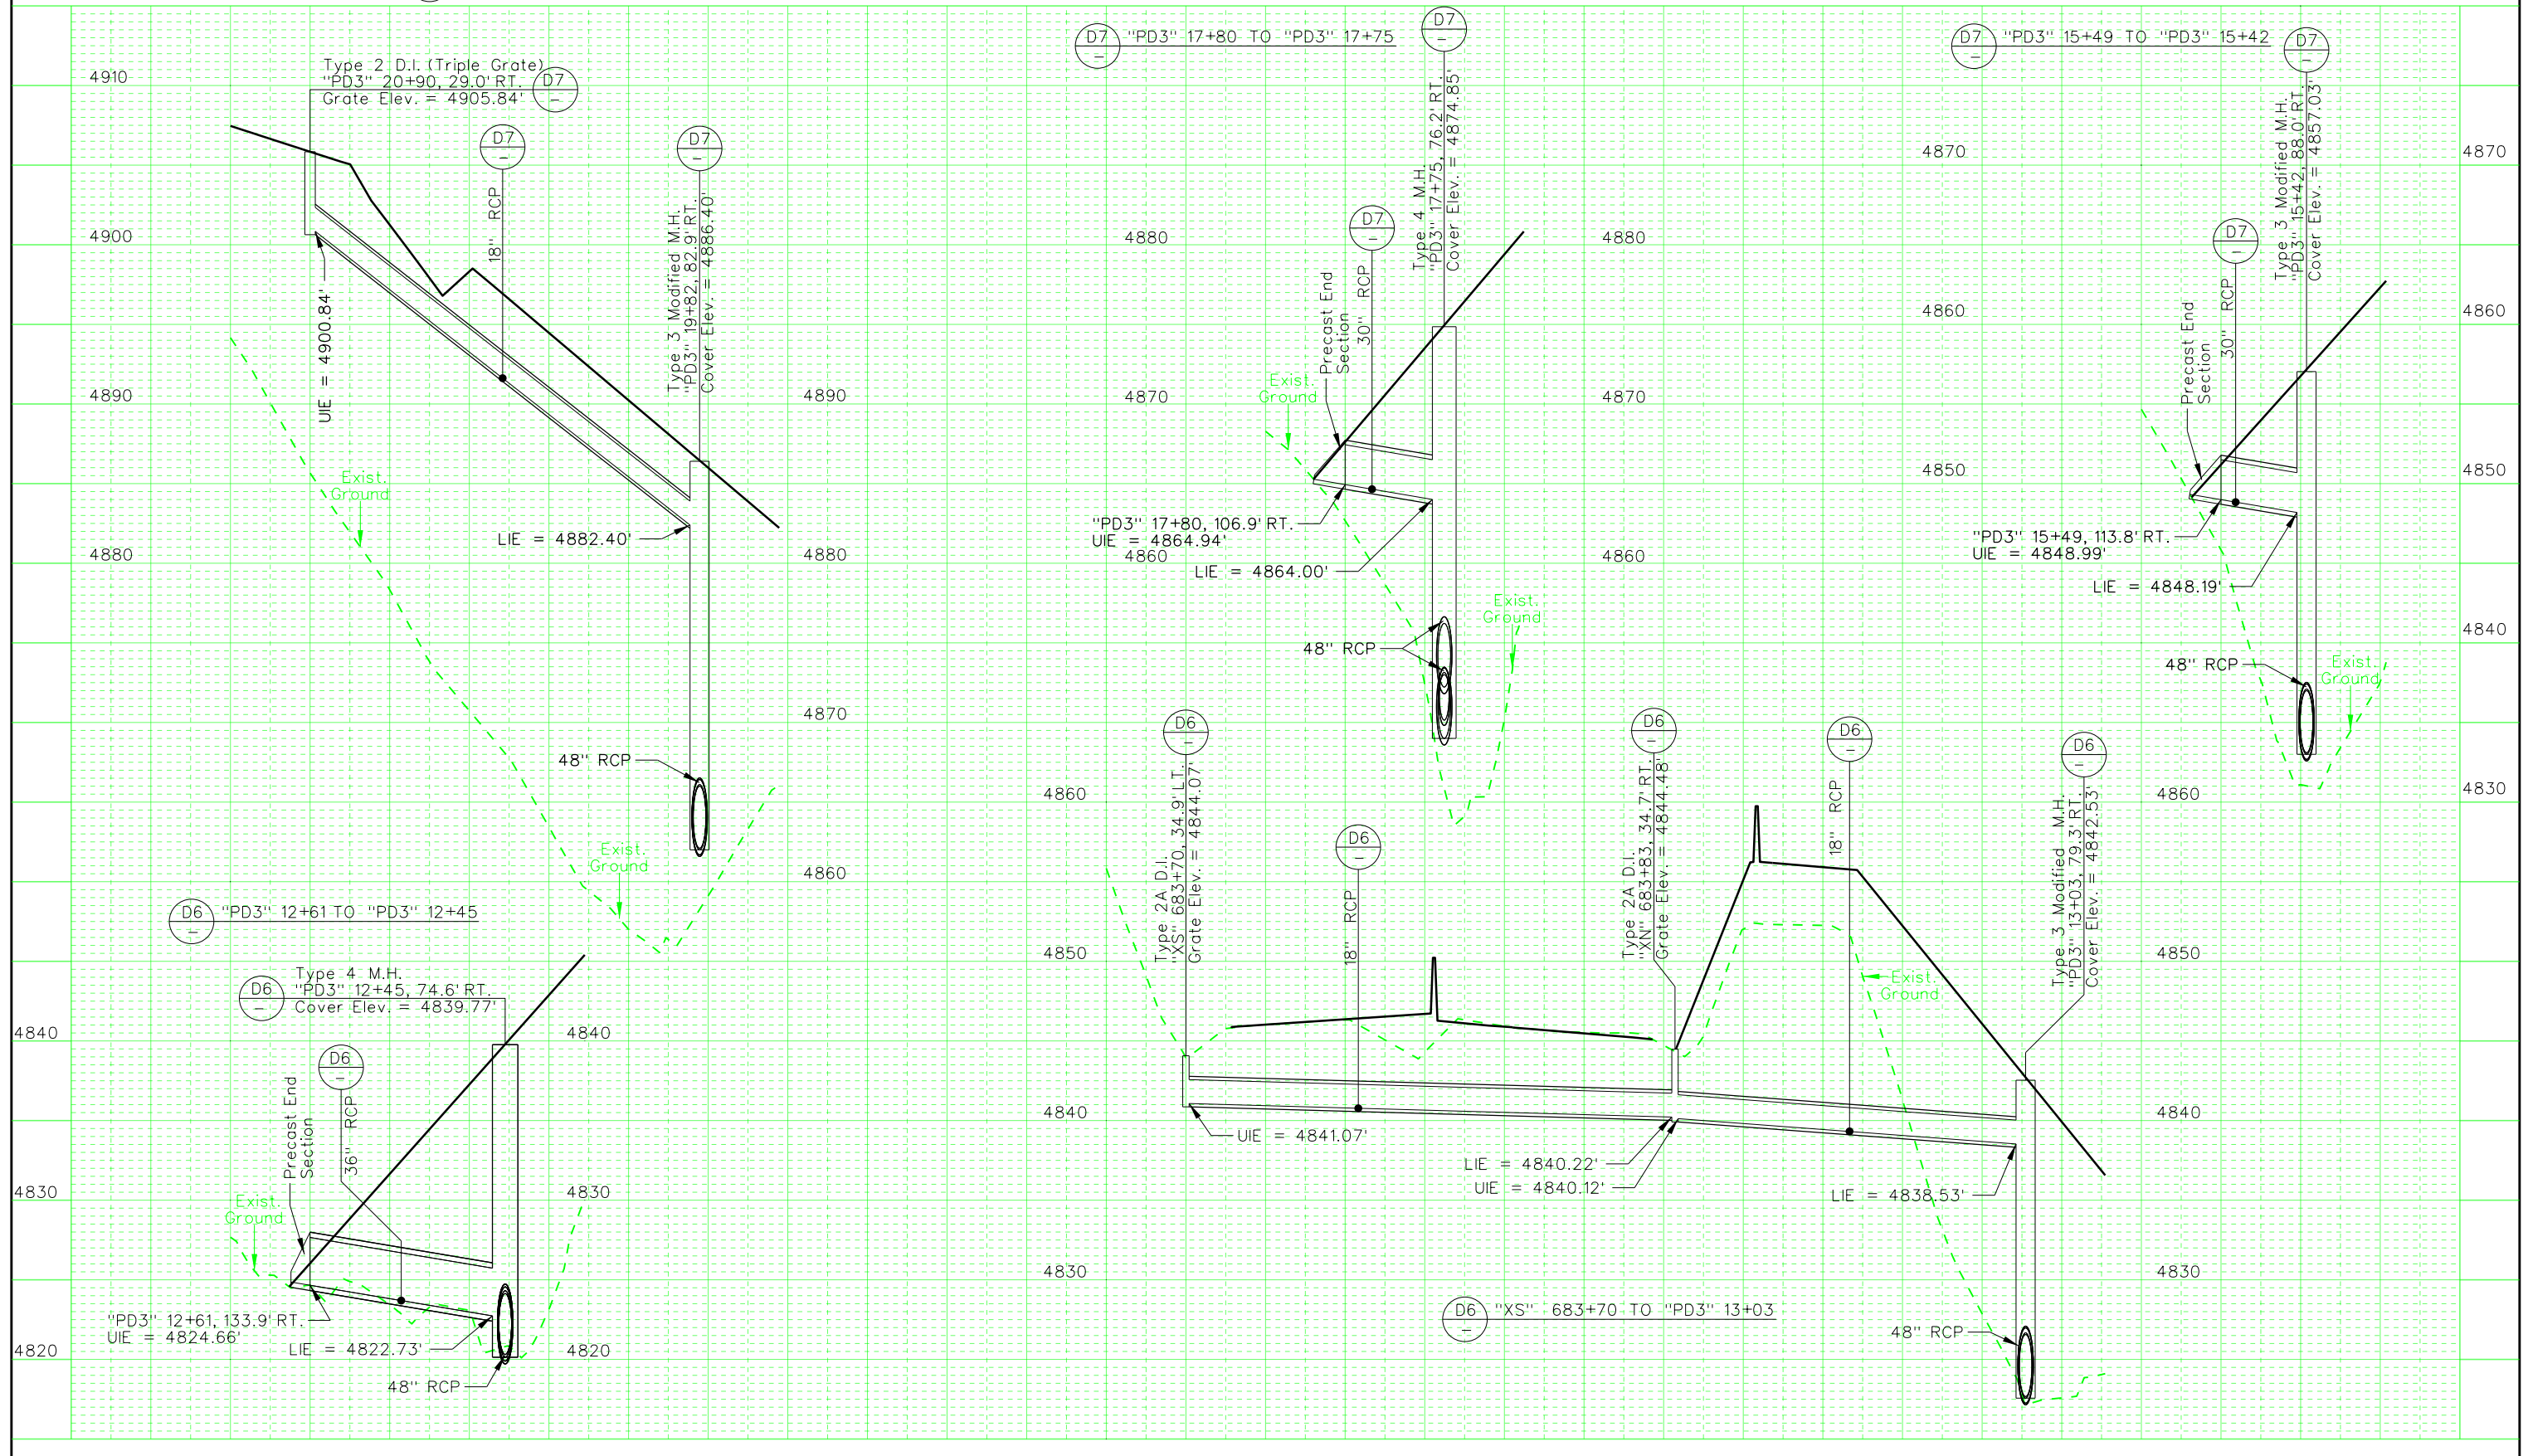 4910
4900
4890
4880
Type 2 D.I. (Triple Grate)
"PD3" 20+90, 29.0' RT.
Grate Elev. = 4905.84'
D7
–
D7
–
18" RCP
D7
–
Type 3 Modified M.H.
"PD3" 19+82, 82.9' RT.
Cover Elev. = 4886.40'
UIE = 4900.84'
LIE = 4882.40'
Exist.
Ground
48" RCP
Exist.
Ground
4890
4880
4870
4860
D7
–
"PD3" 17+80 TO "PD3" 17+75
D7
–
Type 4 M.H.
"PD3" 17+75, 76.2' RT.
Cover Elev. = 4874.85'
D7
–
30" RCP
Precast End
Section
Exist.
Ground
4880
4870
4860
"PD3" 17+80, 106.9' RT.
UIE = 4864.94'
LIE = 4864.00'
48" RCP
Exist.
Ground
4880
4870
4860
D7
–
"PD3" 15+49 TO "PD3" 15+42
D7
–
Type 3 Modified M.H.
"PD3" 15+42, 88.0' RT.
Cover Elev. = 4857.03'
D7
–
30" RCP
Precast End
Section
4870
4860
4850
"PD3" 15+49, 113.8' RT.
UIE = 4848.99'
LIE = 4848.19'
48" RCP
Exist.
Ground
4870
4860
4850
4840
4830
D6
–
"PD3" 12+61 TO "PD3" 12+45
D6
–
Type 4 M.H.
"PD3" 12+45, 74.6' RT.
Cover Elev. = 4839.77'
D6
–
36" RCP
Precast End
Section
Exist.
Ground
4840
4830
4820
"PD3" 12+61, 133.9' RT.
UIE = 4824.66'
LIE = 4822.73'
48" RCP
4840
4830
4820
4860
4850
4840
4830
D6
–
Type 2A D.I.
"XS" 683+70, 34.9' LT.
Grate Elev. = 4844.07'
D6
–
18" RCP
D6
–
Type 2A D.I.
"XN" 683+83, 34.7' RT.
Grate Elev. = 4844.48'
D6
–
18" RCP
D6
–
Type 3 Modified M.H.
"PD3" 13+03, 79.3' RT.
Cover Elev. = 4842.53'
Exist.
Ground
UIE = 4841.07'
LIE = 4840.22'
UIE = 4840.12'
LIE = 4838.53'
48" RCP
D6
–
"XS" 683+70 TO "PD3" 13+03
4860
4850
4840
4830